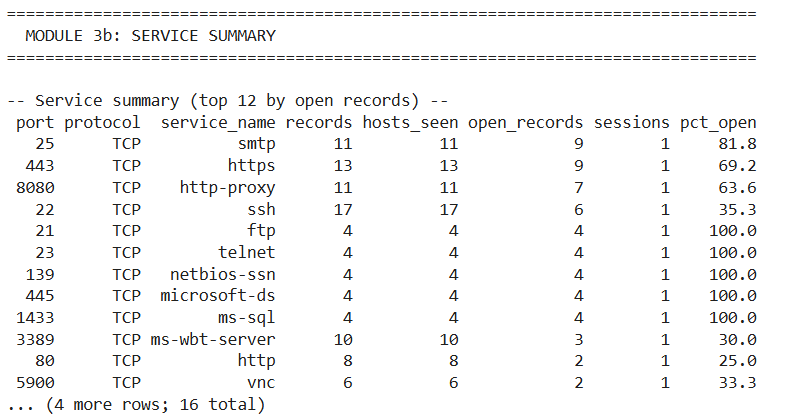 ==============================================================================
  MODULE 3b: SERVICE SUMMARY
==============================================================================

-- Service summary (top 12 by open records) --
 port protocol  service_name records hosts_seen open_records sessions pct_open
   25      TCP          smtp      11         11            9        1     81.8
  443      TCP         https      13         13            9        1     69.2
 8080      TCP    http-proxy      11         11            7        1     63.6
   22      TCP           ssh      17         17            6        1     35.3
   21      TCP           ftp       4          4            4        1    100.0
   23      TCP        telnet       4          4            4        1    100.0
  139      TCP   netbios-ssn       4          4            4        1    100.0
  445      TCP  microsoft-ds       4          4            4        1    100.0
 1433      TCP        ms-sql       4          4            4        1    100.0
 3389      TCP ms-wbt-server      10         10            3        1     30.0
   80      TCP          http       8          8            2        1     25.0
 5900      TCP           vnc       6          6            2        1     33.3
... (4 more rows; 16 total)